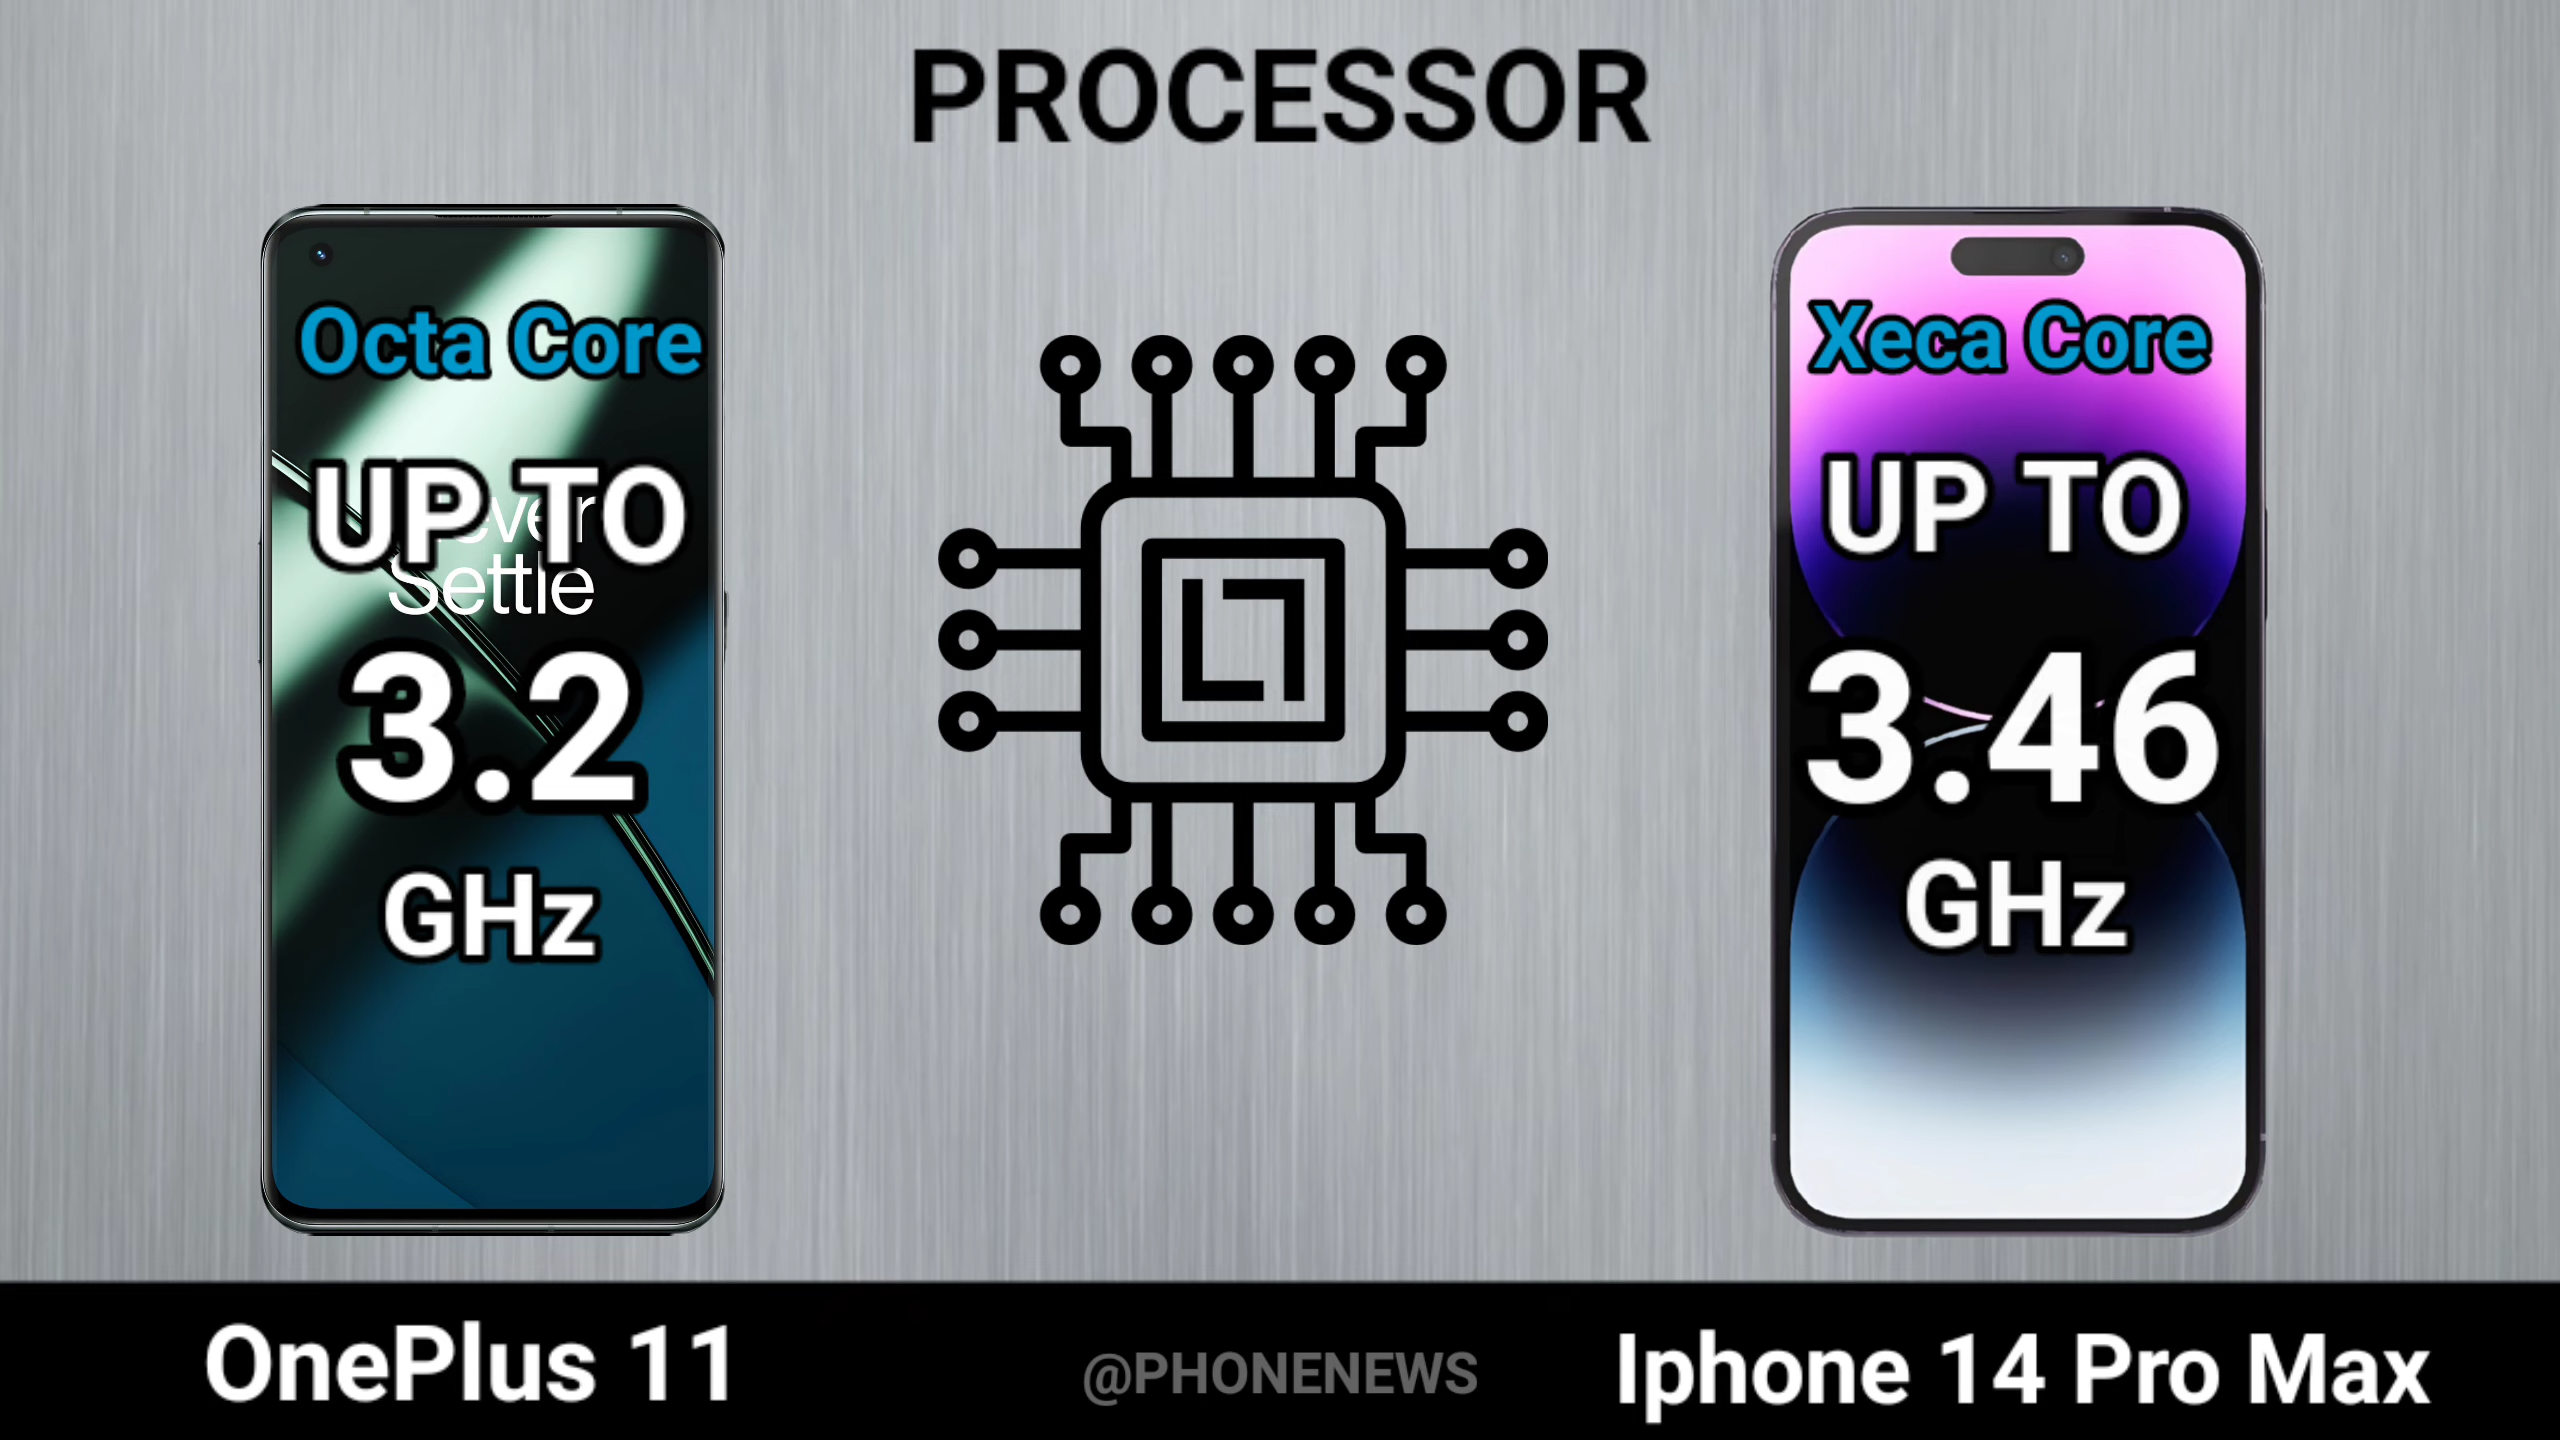 PROCESSOR
Octa Core
UP TO
Settle
3.2
GHz
Xeca Core
UP TO
3.46
GHz
OnePlus 11
@PHONENEWS
Iphone 14 Pro Max